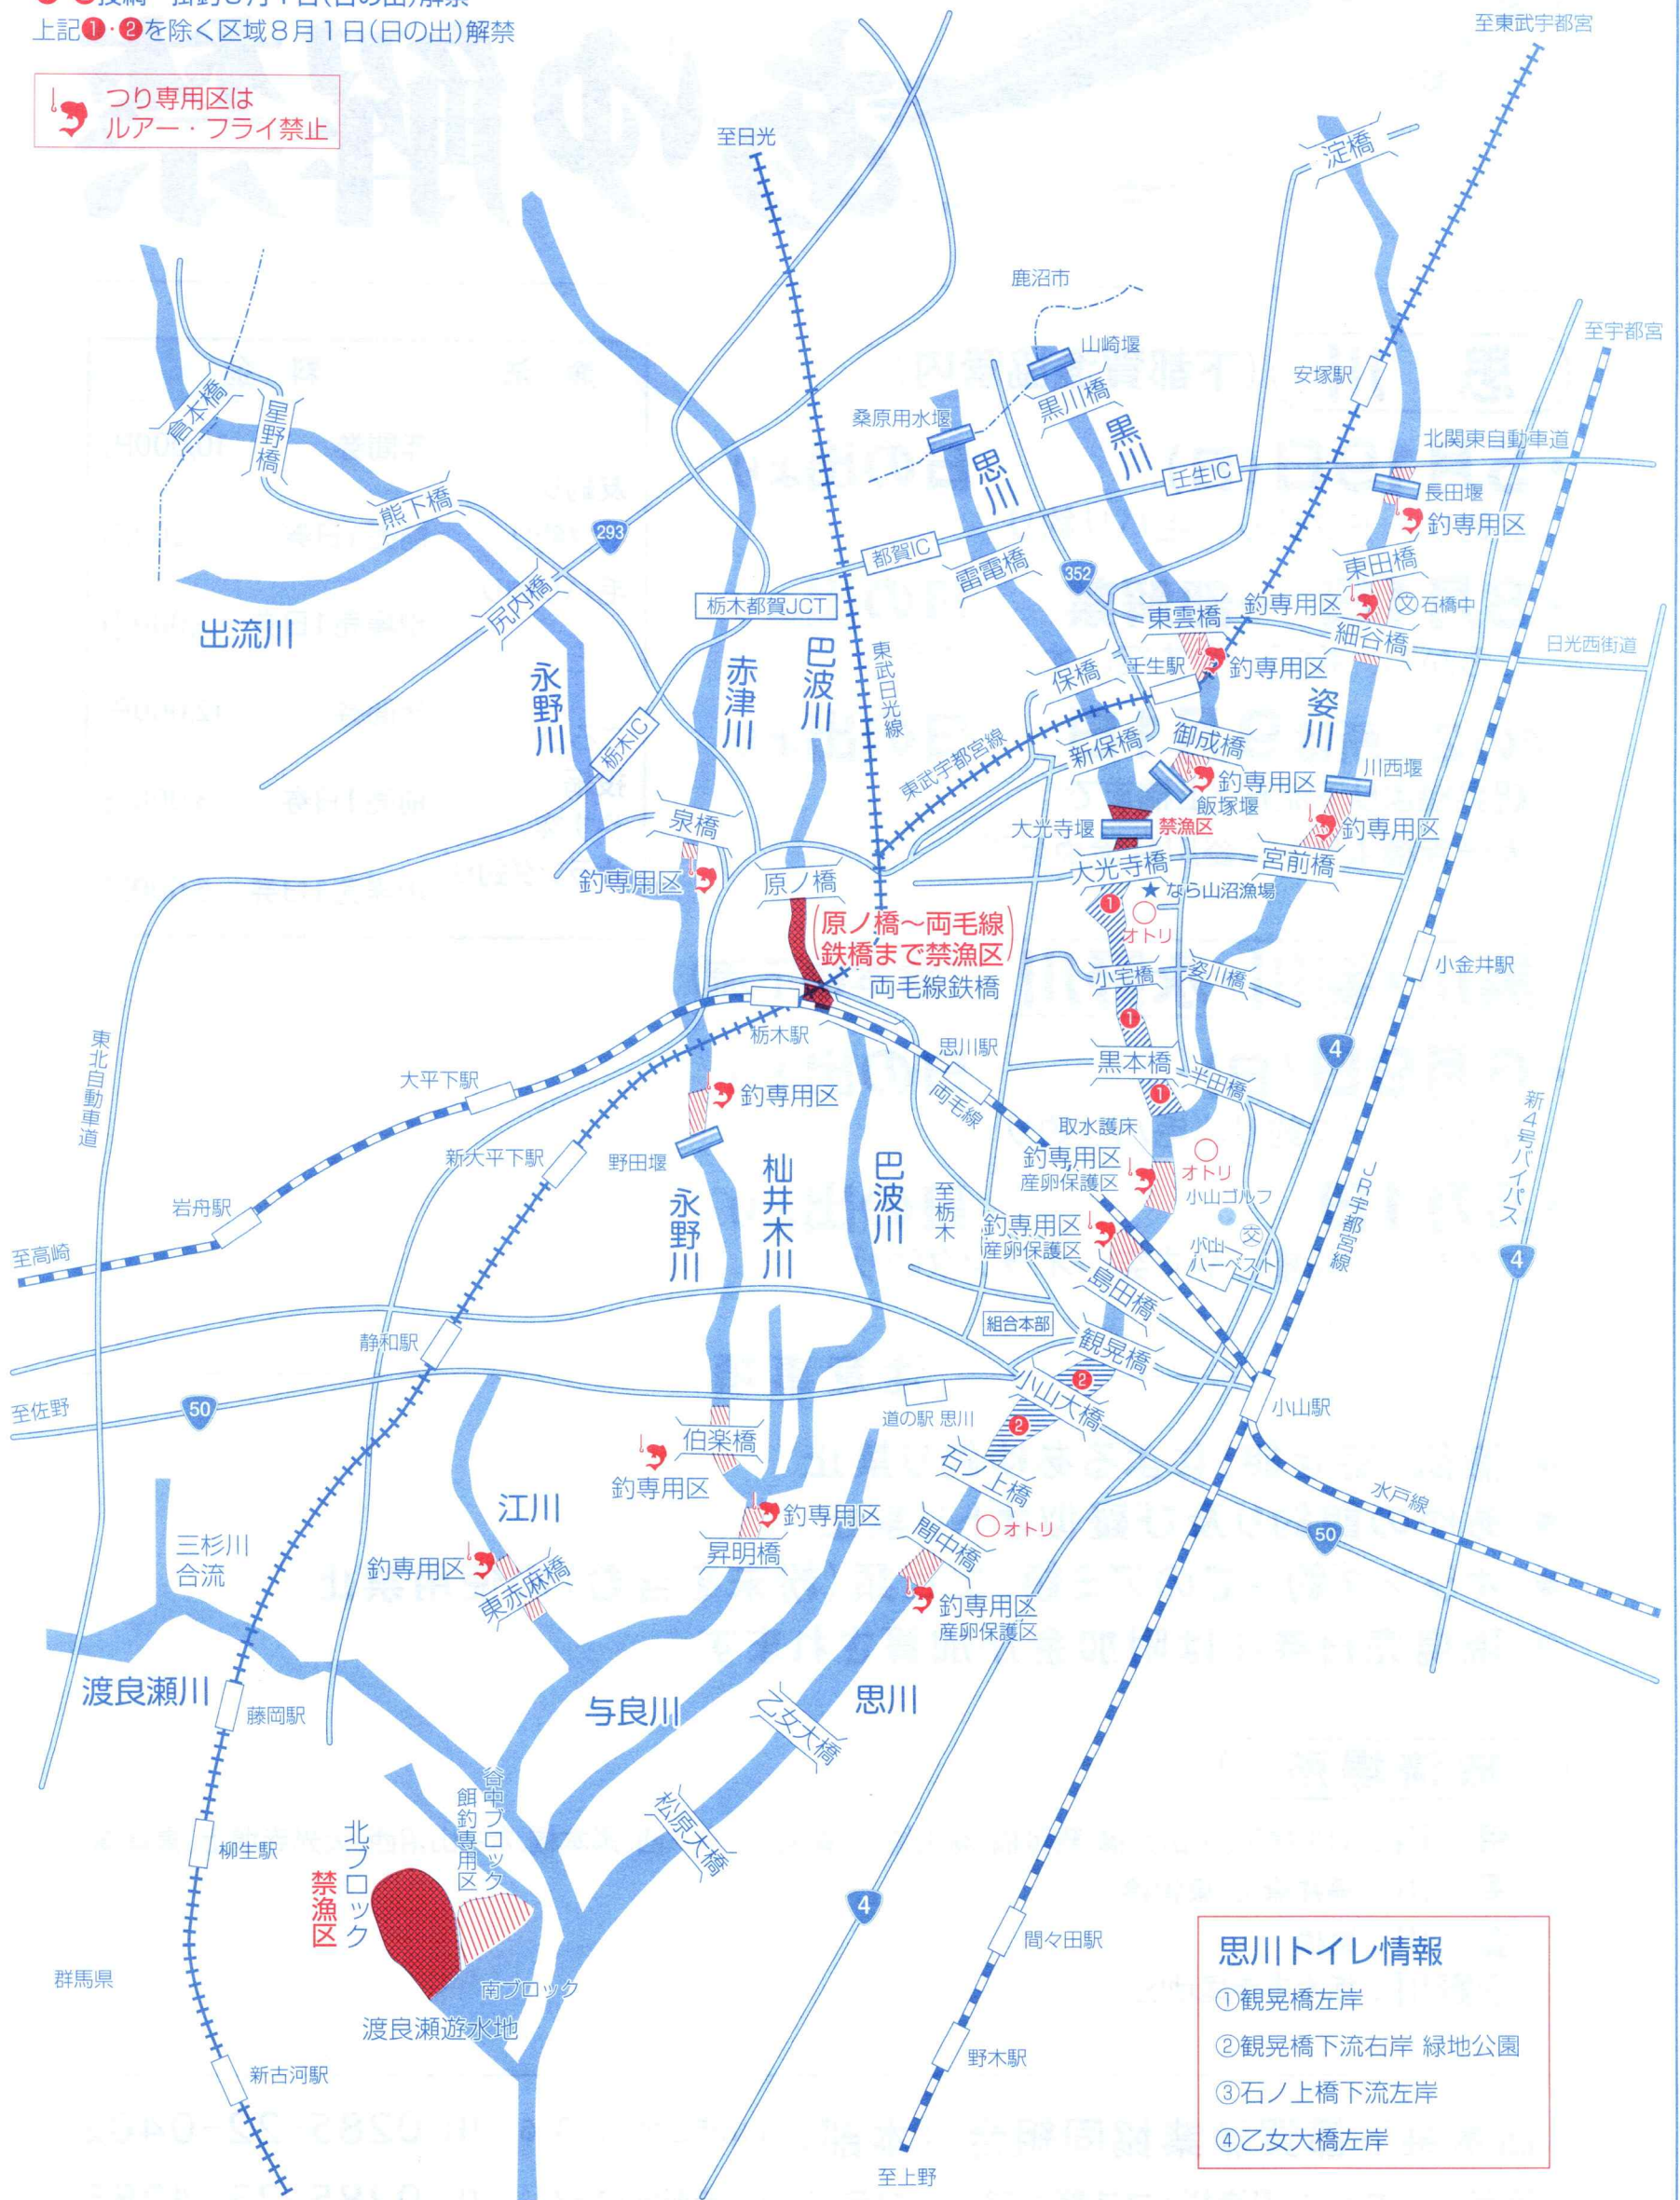 上記❶・❷を除く区域８月１日(日の出)解禁
つり専用区は
ルアー・フライ禁止
至東武宇都宮
至日光
淀橋
鹿沼市
山崎堰
至宇都宮
安塚駅
黒川橋
桑原用水堰
倉本橋
星野橋
黒川
思川
北関東自動車道
壬生IC
長田堰
熊下橋
釣専用区
293
都賀IC
雷電橋
352
東田橋
尻内橋
栃木都賀JCT
東雲橋
釣専用区
石橋中
文
細谷橋
出流川
日光西街道
永野川
赤津川
巴波川
東武日光線
保橋
壬生駅
釣専用区
姿川
栃木IC
東武宇都宮線
新保橋
御成橋
川西堰
釣専用区
飯塚堰
泉橋
大光寺堰
禁漁区
釣専用区
大光寺橋
宮前橋
釣専用区
原ノ橋
★なら山沼漁場
❶
オトリ
原ノ橋〜両毛線
鉄橋まで禁漁区
両毛線鉄橋
小宅橋
姿川橋
小金井駅
❶
栃木駅
東北自動車道
思川駅
黒本橋
4
大平下駅
両毛線
半田橋
❶
釣専用区
新4号バイパス
取水護床
新大平下駅
野田堰
杣井木川
巴波川
釣専用区
産卵保護区
オトリ
小山ゴルフ
岩舟駅
永野川
至栃木
釣専用区
産卵保護区
文
小山
ハーベスト
JR宇都宮線
至高崎
4
島田橋
組合本部
静和駅
観晃橋
❷
至佐野
50
道の駅 思川
小山大橋
小山駅
❷
伯楽橋
釣専用区
石ノ上橋
水戸線
江川
釣専用区
オトリ
50
三杉川
合流
昇明橋
間中橋
釣専用区
東赤麻橋
釣専用区
産卵保護区
渡良瀬川
与良川
思川
藤岡駅
乙女大橋
谷中ブロック
餌釣専用区
松原大橋
柳生駅
北ブロック
禁漁区
4
間々田駅
群馬県
南ブロック
渡良瀬遊水地
新古河駅
野木駅
至上野
思川トイレ情報
①観晃橋左岸
②観晃橋下流右岸 緑地公園
③石ノ上橋下流左岸
④乙女大橋左岸